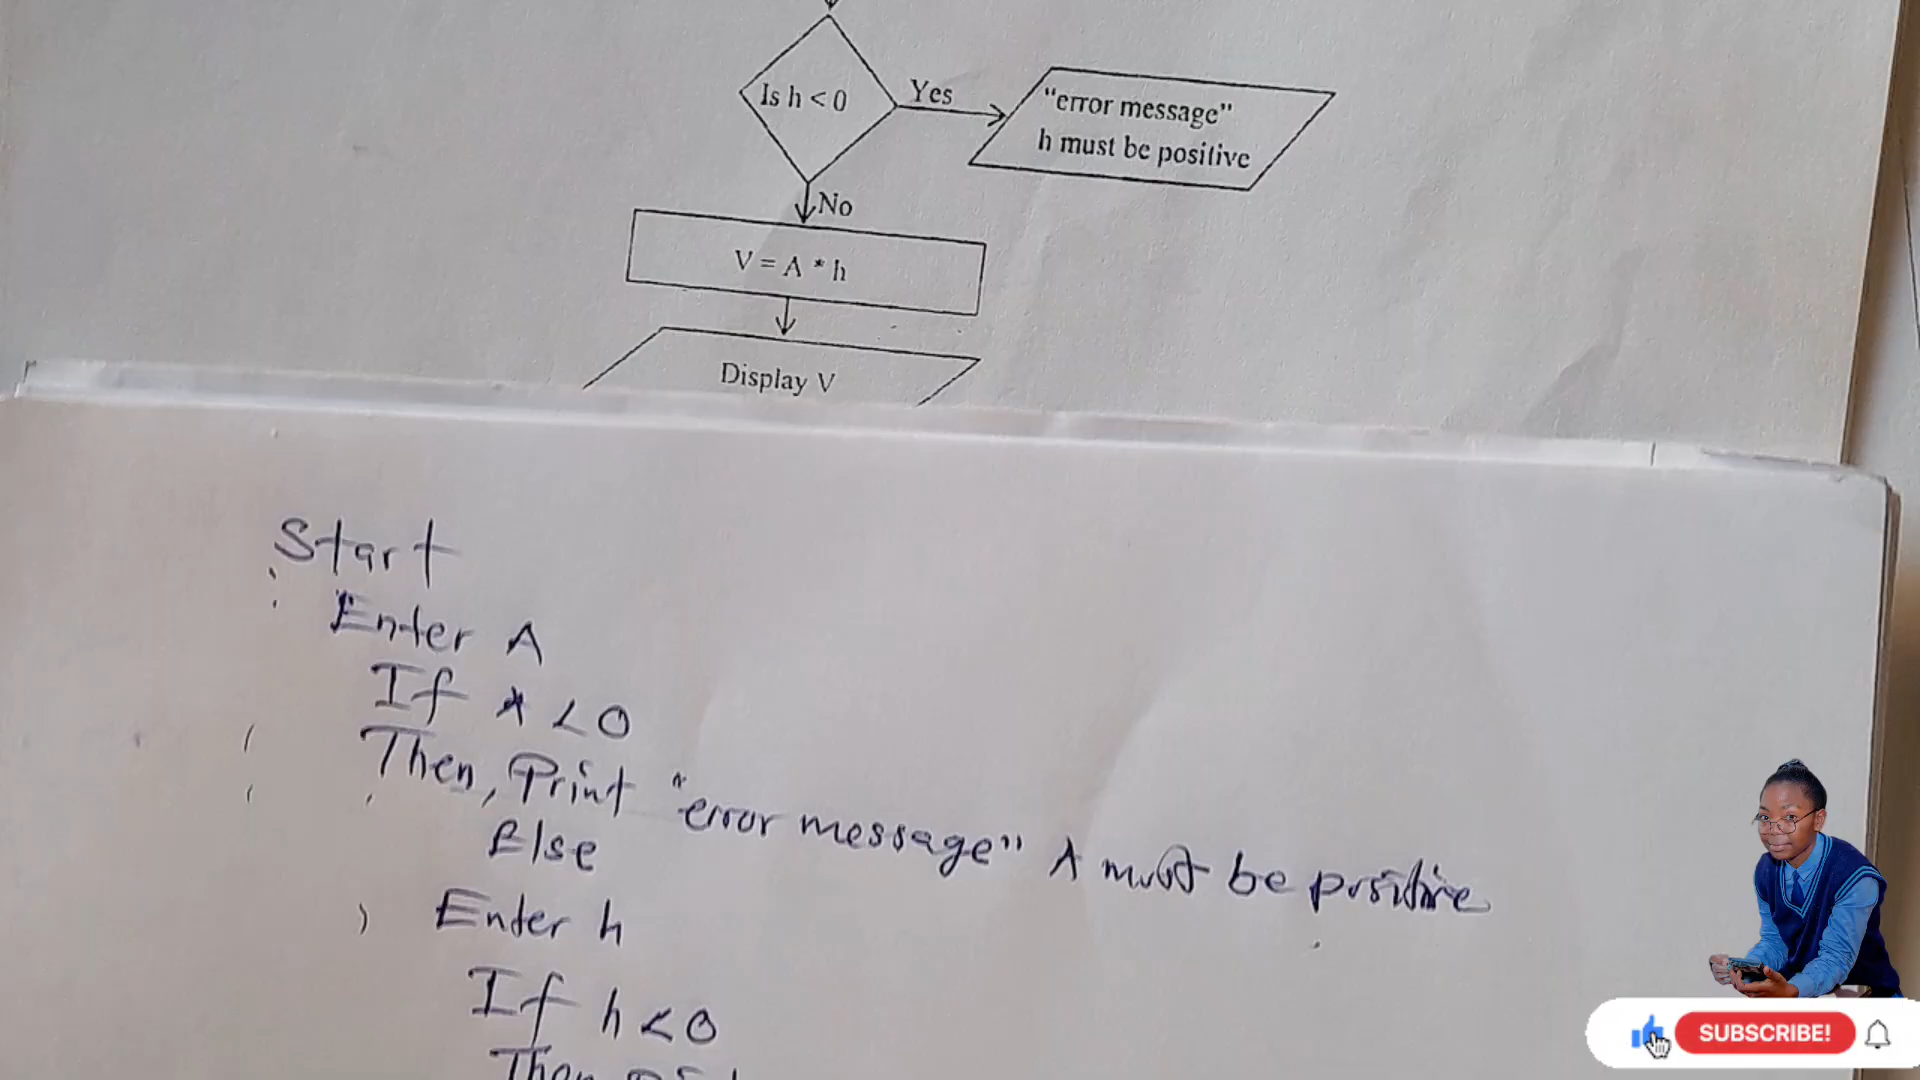 Is h < 0
Yes
"error message"
h must be positive
No
V = A * h
Display V
Start
Enter A
If A < 0
Then, Print "error message" A must be positive
Else
Enter h
If h < 0
Then
SUBSCRIBE!